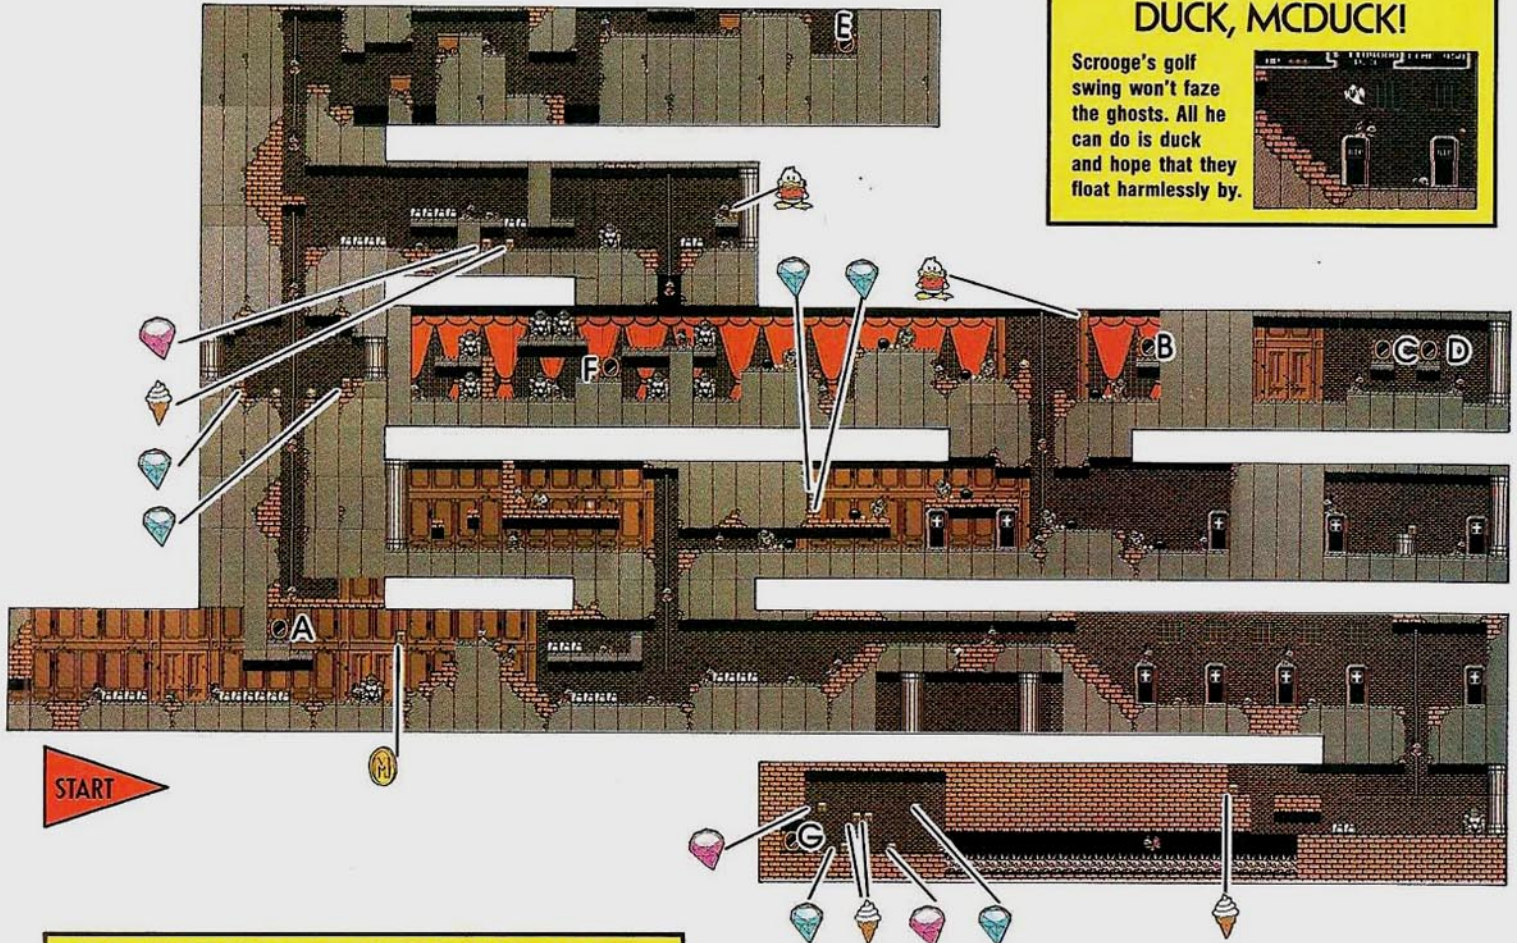 DUCK, MCDUCK!
Scrooge's golf
swing won't faze
the ghosts. All he
can do is duck
and hope that they
float harmlessly by.
E
B
C D
F
A
M
START
G